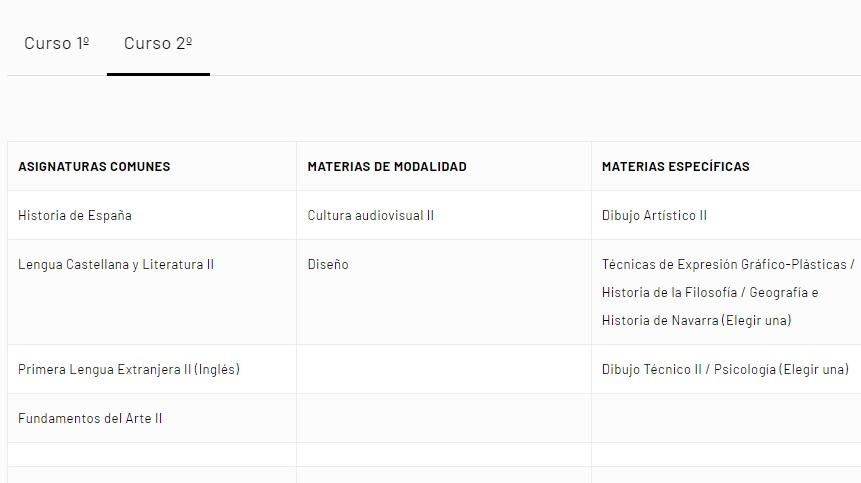 Curso 1º
Curso 2º
ASIGNATURAS COMUNES
MATERIAS DE MODALIDAD
MATERIAS ESPECÍFICAS
Historia de España
Cultura audiovisual II
Dibujo Artístico II
Lengua Castellana y Literatura II
Diseño
Técnicas de Expresión Gráfico-Plásticas /
Historia de la Filosofía / Geografía e
Historia de Navarra (Elegir una)
Primera Lengua Extranjera II (Inglés)
Dibujo Técnico II / Psicología (Elegir una)
Fundamentos del Arte II